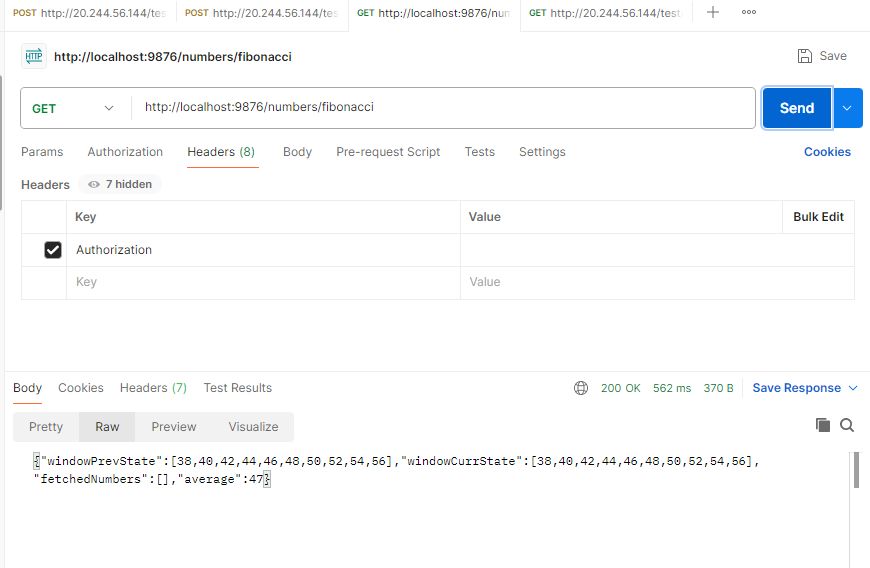 POST http://20.244.56.144/tes POST http://20.244.56.144/tes GET http://localhost:9876/num GET http://20.244.56.144/test
HTTP http://localhost:9876/numbers/fibonacci Save
GET http://localhost:9876/numbers/fibonacci Send
Params Authorization Headers (8) Body Pre-request Script Tests Settings Cookies
Headers 7 hidden
Key Value Bulk Edit
Authorization
Key Value
Body Cookies Headers (7) Test Results 200 OK 562 ms 370 B Save Response
Pretty Raw Preview Visualize
{"windowPrevState":[38,40,42,44,46,48,50,52,54,56],"windowCurrState":[38,40,42,44,46,48,50,52,54,56],
"fetchedNumbers":[],"average":47}